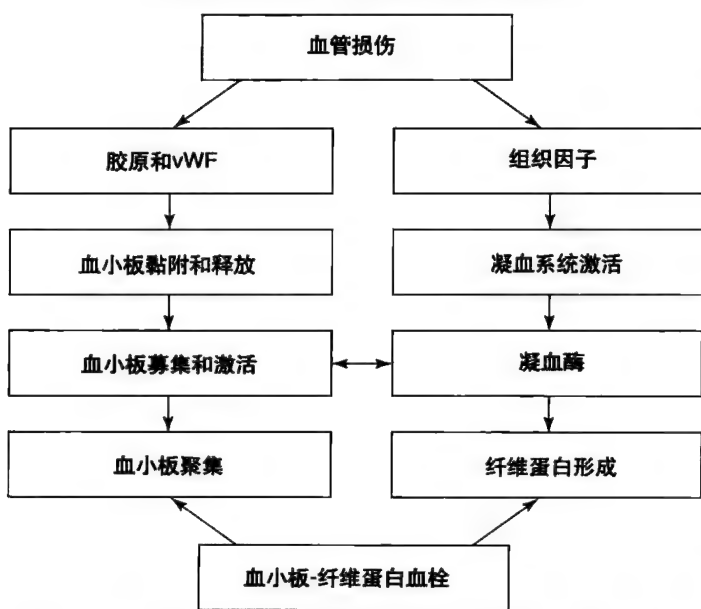 血管损伤
胶原和vWF
组织因子
血小板黏附和释放
凝血系统激活
血小板募集和激活
凝血酶
血小板聚集
纤维蛋白形成
血小板-纤维蛋白血栓